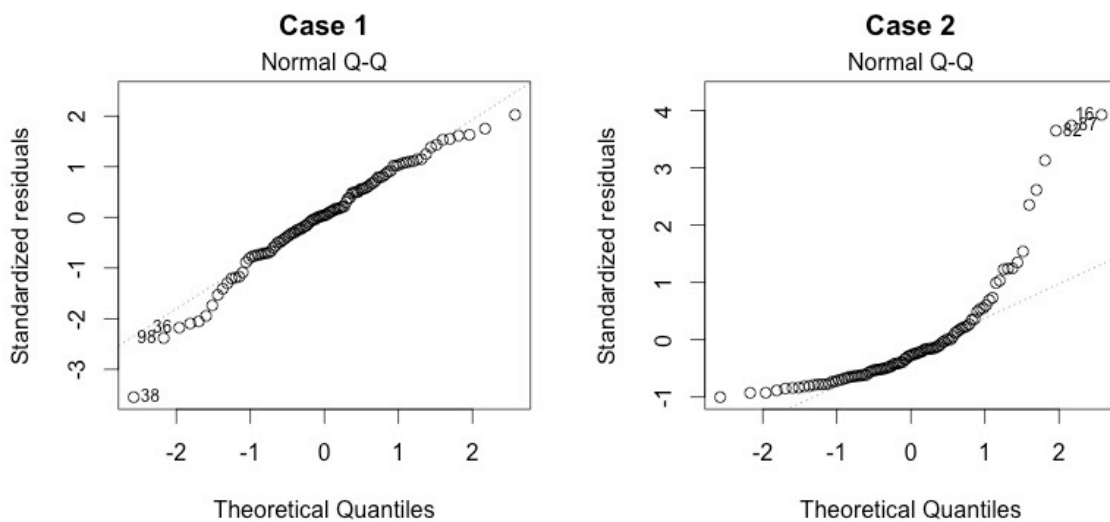 Case 1
Normal Q-Q
Standardized residuals
2
1
0
-1
-2
-3
36
98
38
-2 -1 0 1 2
Theoretical Quantiles
Case 2
Normal Q-Q
Standardized residuals
4
3
2
1
0
-1
16
37
82
-2 -1 0 1 2
Theoretical Quantiles